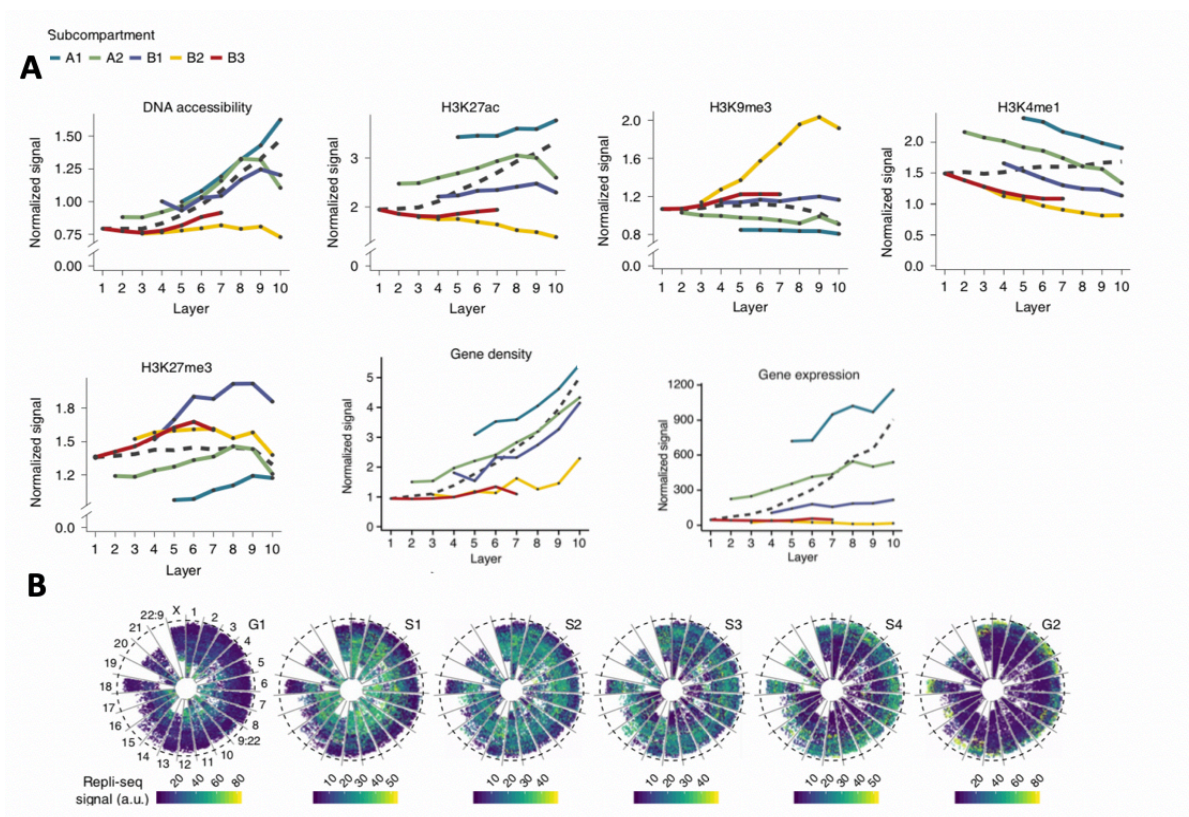 Subcompartment
A1 A2 B1 B2 B3
A
DNA accessibility
Normalized signal
1.50
1.25
1.00
0.75
0.00
1 2 3 4 5 6 7 8 9 10
Layer
H3K27ac
Normalized signal
3
2
0
1 2 3 4 5 6 7 8 9 10
Layer
H3K9me3
Normalized signal
2.0
1.6
1.2
0.8
0.0
1 2 3 4 5 6 7 8 9 10
Layer
H3K4me1
Normalized signal
2.0
1.5
1.0
0.5
0.0
1 2 3 4 5 6 7 8 9 10
Layer
H3K27me3
Normalized signal
1.8
1.5
1.2
0.0
1 2 3 4 5 6 7 8 9 10
Layer
Gene density
Normalized signal
5
4
3
2
1
0
1 2 3 4 5 6 7 8 9 10
Layer
Gene expression
Normalized signal
1200
900
600
300
0
1 2 3 4 5 6 7 8 9 10
Layer
B
G1
X 1 2 3 4 5 6 7 8 9:22 10 11 12 13 14 15 16 17 18 19 20 21 22:9
S1
S2
S3
S4
G2
Repli-seq
signal (a.u.)
20 40 60 80
10 20 30 40 50
10 20 30 40
10 20 30 40
10 20 30 40 50
20 40 60 80